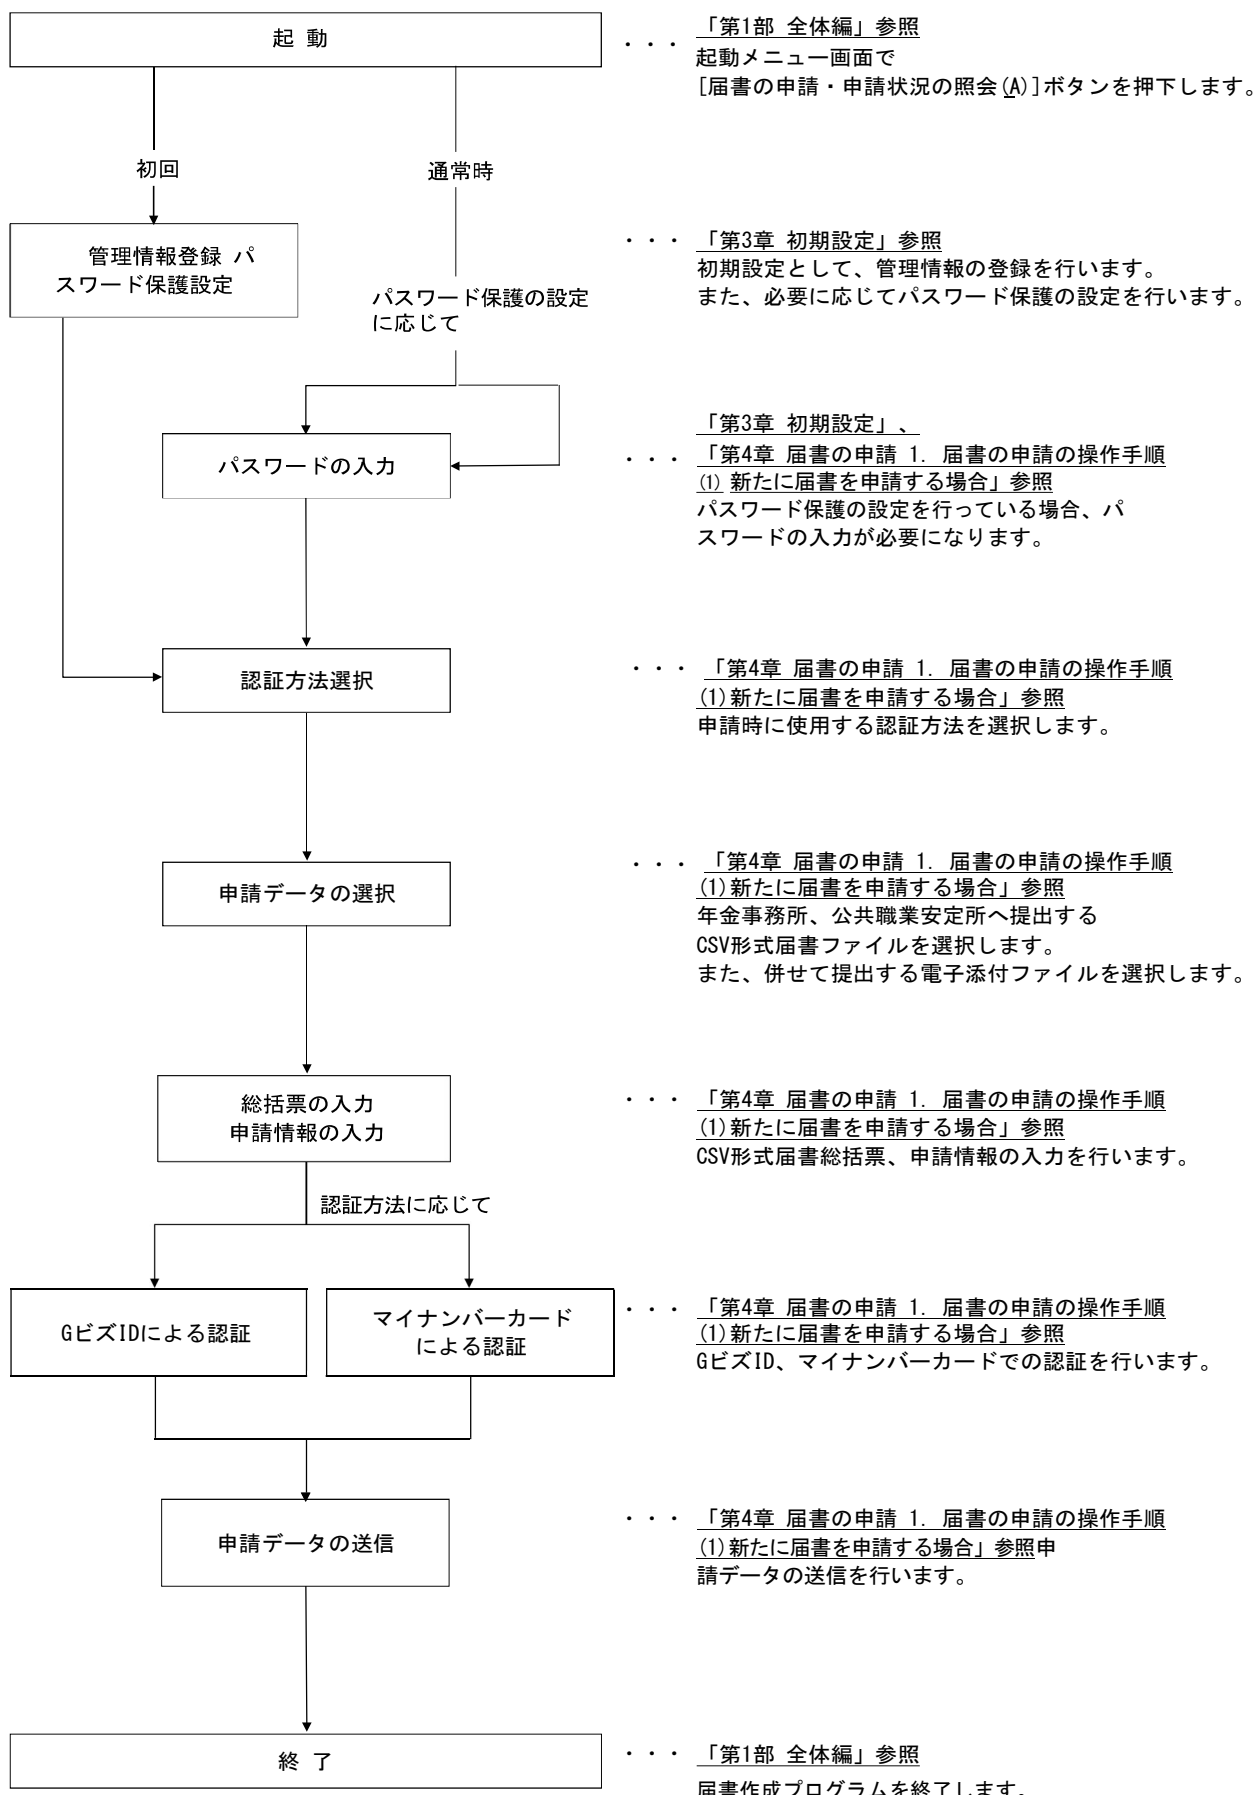 起 動
・・・ 「第1部 全体編」参照
起動メニュー画面で
[届書の申請・申請状況の照会(A)]ボタンを押下します。
初回
通常時
管理情報登録 パ
スワード保護設定
・・・ 「第3章 初期設定」参照
初期設定として、管理情報の登録を行います。
また、必要に応じてパスワード保護の設定を行います。
パスワード保護の設定
に応じて
パスワードの入力
「第3章 初期設定」、
・・・ 「第4章 届書の申請 1. 届書の申請の操作手順
(1) 新たに届書を申請する場合」参照
パスワード保護の設定を行っている場合、パ
スワードの入力が必要になります。
認証方法選択
・・・ 「第4章 届書の申請 1. 届書の申請の操作手順
(1)新たに届書を申請する場合」参照
申請時に使用する認証方法を選択します。
申請データの選択
・・・ 「第4章 届書の申請 1. 届書の申請の操作手順
(1)新たに届書を申請する場合」参照
年金事務所、公共職業安定所へ提出する
CSV形式届書ファイルを選択します。
また、併せて提出する電子添付ファイルを選択します。
総括票の入力
申請情報の入力
・・・ 「第4章 届書の申請 1. 届書の申請の操作手順
(1)新たに届書を申請する場合」参照
CSV形式届書総括票、申請情報の入力を行います。
認証方法に応じて
GビズIDによる認証
マイナンバーカード
による認証
・・・ 「第4章 届書の申請 1. 届書の申請の操作手順
(1)新たに届書を申請する場合」参照
GビズID、マイナンバーカードでの認証を行います。
申請データの送信
・・・ 「第4章 届書の申請 1. 届書の申請の操作手順
(1)新たに届書を申請する場合」参照申
請データの送信を行います。
終 了
・・・ 「第1部 全体編」参照
届書作成プログラムを終了します。